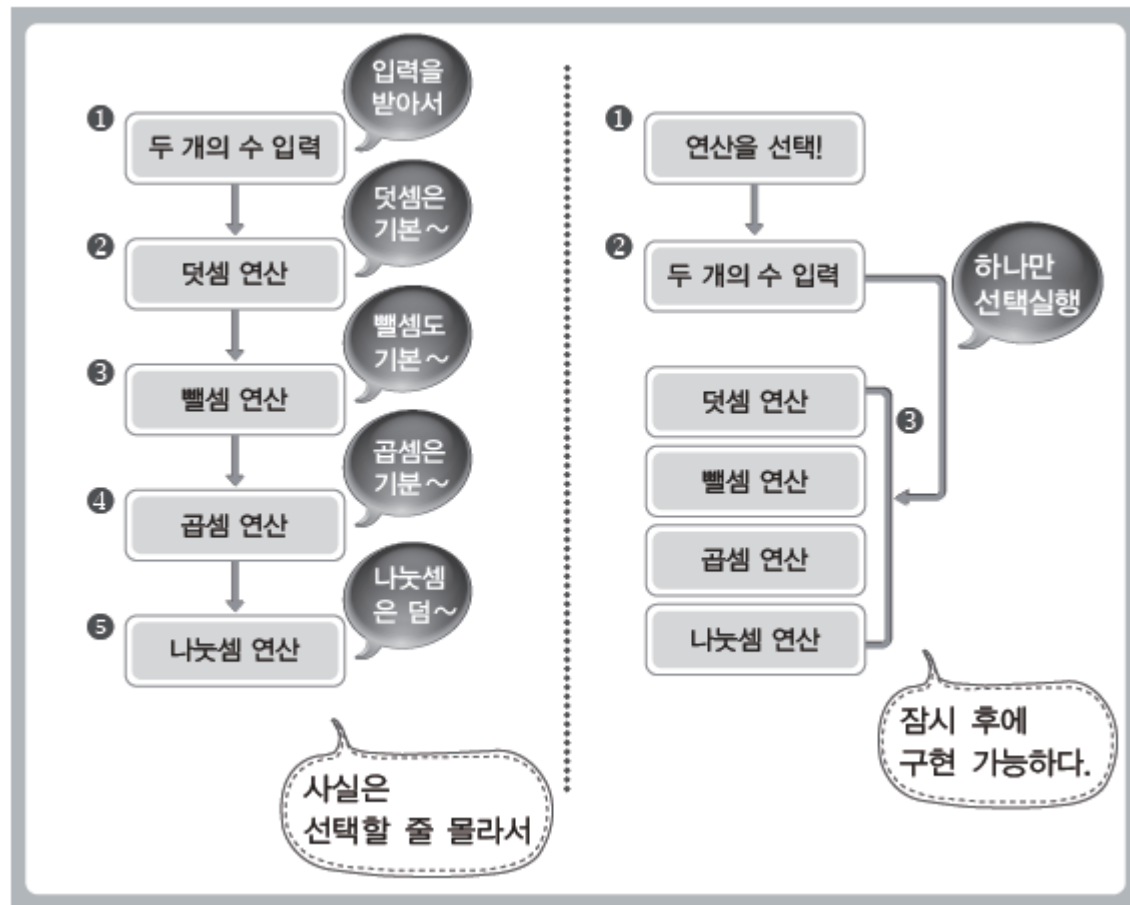 입력을
받아서
❶
두 개의 수 입력
덧셈은
기본~
❷
덧셈 연산
뺄셈도
기본~
❸
뺄셈 연산
곱셈은
기분~
❹
곱셈 연산
나눗셈
은 덤~
❺
나눗셈 연산
사실은
선택할 줄 몰라서
❶
연산을 선택!
❷
두 개의 수 입력
하나만
선택실행
덧셈 연산
❸
뺄셈 연산
곱셈 연산
나눗셈 연산
잠시 후에
구현 가능하다.